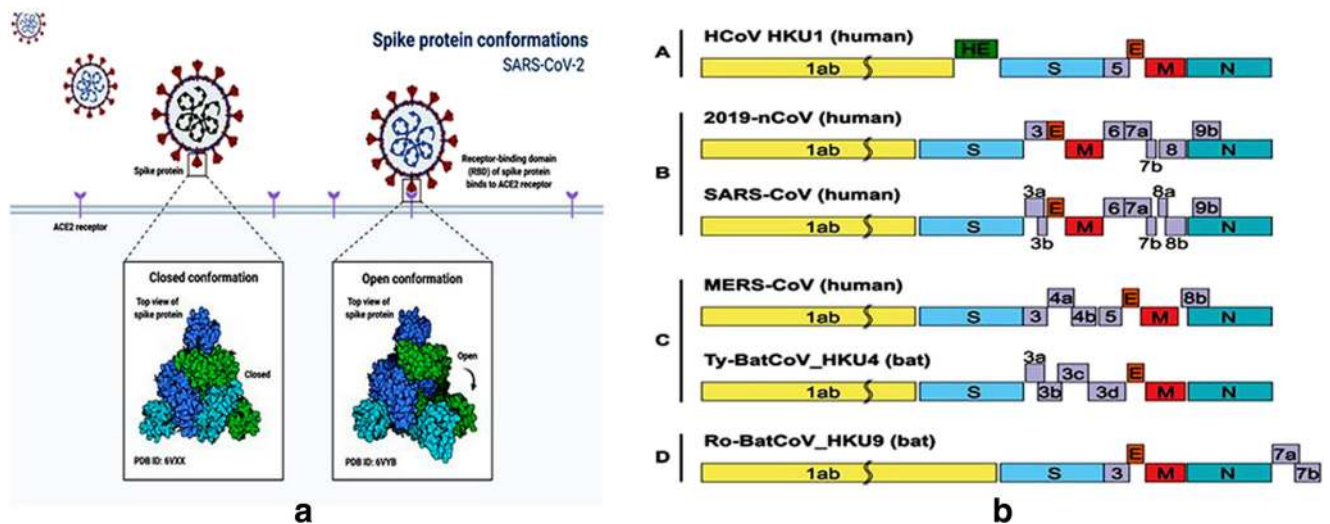 Spike protein conformations
SARS-CoV-2
Spike protein
Receptor-binding domain
(RBD) of spike protein
binds to ACE2 receptor
ACE2 receptor
Closed conformation
Top view of
spike protein
Closed
PDB ID: 6VXX
Open conformation
Top view of
spike protein
Open
PDB ID: 6VYB
a
A
HCoV HKU1 (human)
HE E
1ab S 5 M N
B
2019-nCoV (human)
3 E 6 7a 9b
1ab S M 8 N
7b
SARS-CoV (human)
3a 8a
E 6 7a 9b
1ab S M N
3b 7b 8b
C
MERS-CoV (human)
4a E 8b
1ab S 3 4b 5 M N
Ty-BatCoV_HKU4 (bat)
3a
3c E
1ab S 3b 3d M N
D
Ro-BatCoV_HKU9 (bat)
E 7a
1ab S 3 M N 7b
b